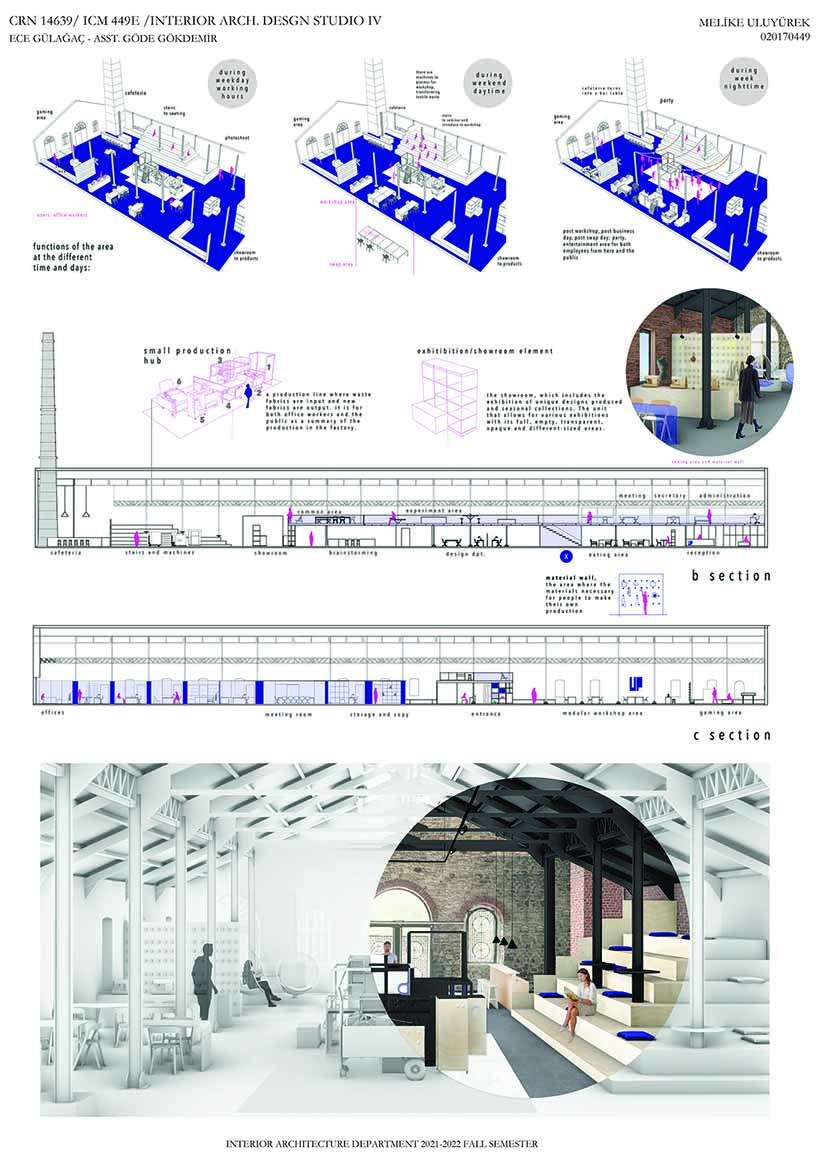 CRN 14639/ ICM 449E /INTERIOR ARCH. DESGN STUDIO IV
ECE GÜLAĞAÇ - ASST. GÖDE GÖKDEMİR
MELİKE ULUYÜREK
020170449
during
weekday
working
hours
cafeteria
stairs
to seating
gaming
area
photoshoot
users: office workers
showroom
to products
functions of the area
at the different
time and days:
during
weekend
daytime
there are
machines to
process for
workshop,
transforming
textile waste
cafeteria
gaming
area
stairs
to webinar and
introduce to workshop
workshop area
swap area
showroom
to products
during
week
nighttime
cafeteria turns
into a bar table
party
gaming
area
post workshop, post business
day, post swap day; party,
entertainment area for both
employees from here and the
public
showroom
to products
small production
hub
1
2
3
4
5
6
a production line where waste
fabrics are input and new
fabrics are output. it is for
both office workers and the
public as a summary of the
production in the factory.
exhitibition/showroom element
the showroom, which includes the
exhibition of unique designs produced
and seasonal collections. The unit
that allows for various exhibitions
with its full, empty, transparent,
opaque and different-sized areas.
sewing area and material wall
common area
experiment area
meeting
secretary
administration
cafeteria
stairs and machines
showroom
brainstorming
design dpt.
X
eating area
reception
b section
material wall,
the area where the
materials necessary
for people to make
their own
production
UP
offices
meeting room
storage and copy
entrance
modular workshop area
gaming area
c section
INTERIOR ARCHITECTURE DEPARTMENT 2021-2022 FALL SEMESTER